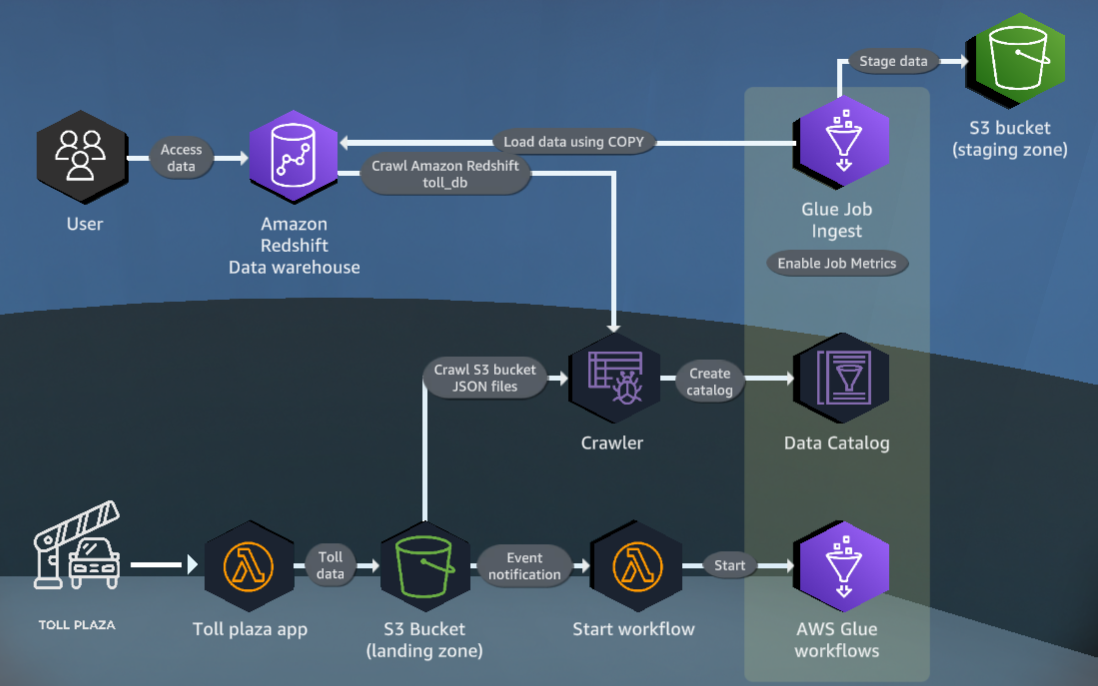 Stage data
S3 bucket
(staging zone)
Access
data
Load data using COPY
Crawl Amazon Redshift
toll_db
User
Amazon
Redshift
Data warehouse
Glue Job
Ingest
Enable Job Metrics
Crawl S3 bucket
JSON files
Create
catalog
Crawler
Data Catalog
Toll
data
Event
notification
Start
TOLL PLAZA
Toll plaza app
S3 Bucket
(landing zone)
Start workflow
AWS Glue
workflows